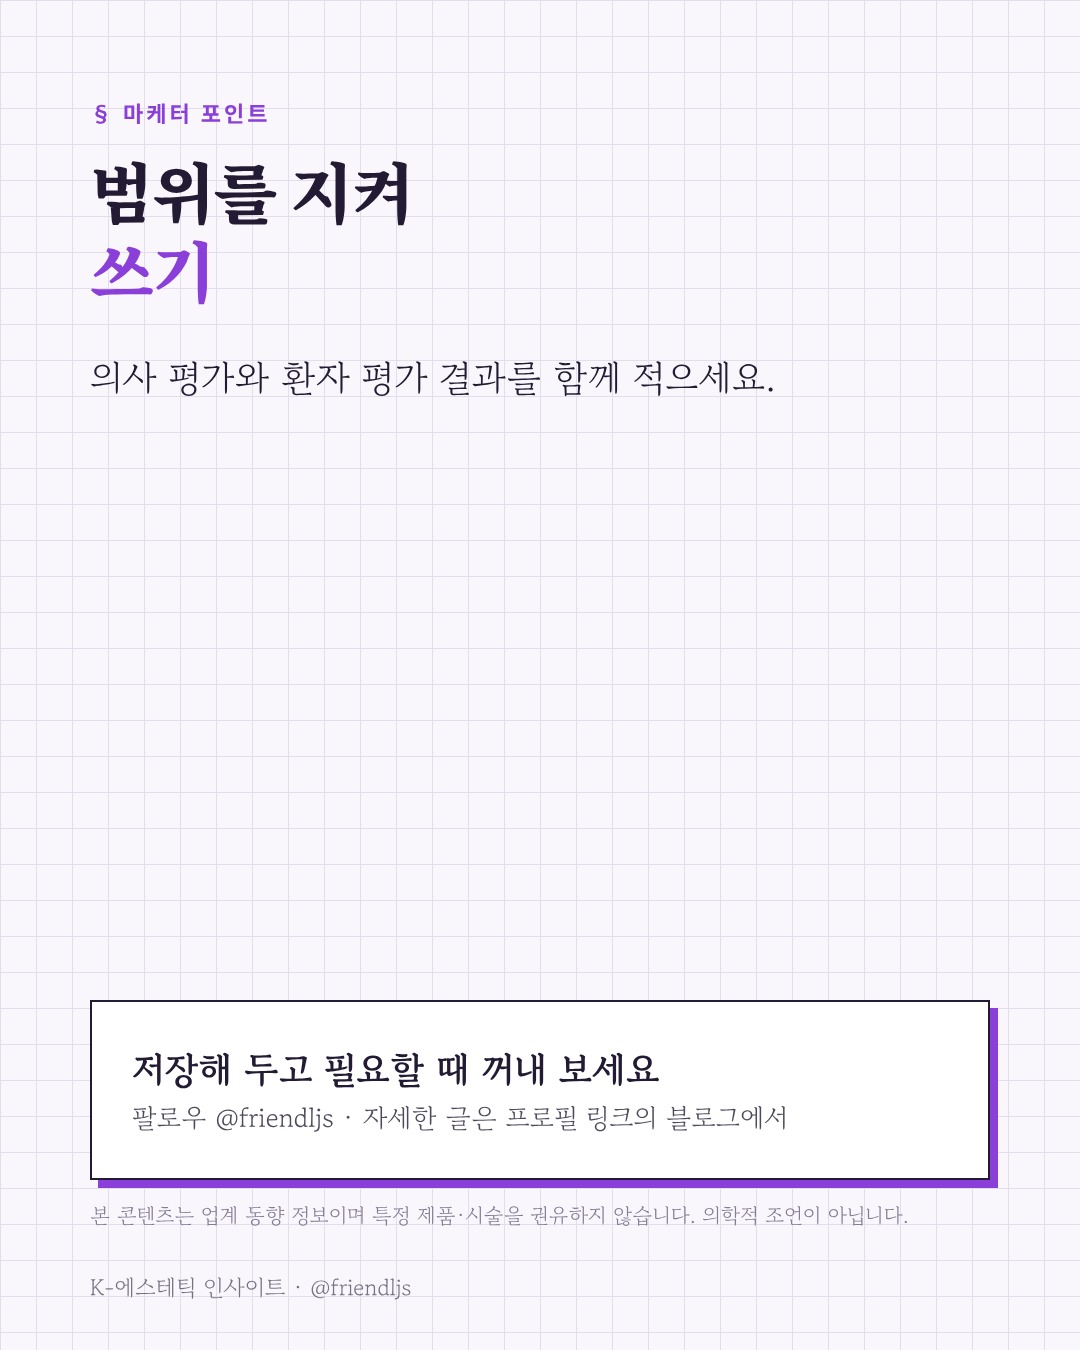 § 마케터 포인트
범위를 지켜
쓰기
의사 평가와 환자 평가 결과를 함께 적으세요.
저장해 두고 필요할 때 꺼내 보세요
팔로우 @friendljs · 자세한 글은 프로필 링크의 블로그에서
본 콘텐츠는 업계 동향 정보이며 특정 제품·시술을 권유하지 않습니다. 의학적 조언이 아닙니다.
K-에스테틱 인사이트 · @friendljs